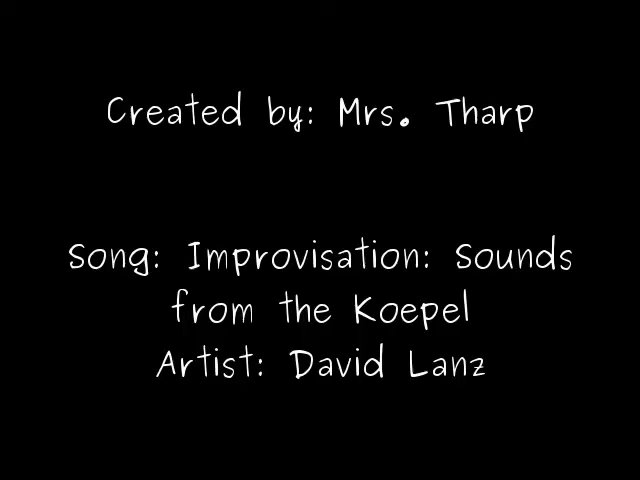 Created by: Mrs. Tharp
Song: Improvisation: Sounds
from the Koepel
Artist: David Lanz